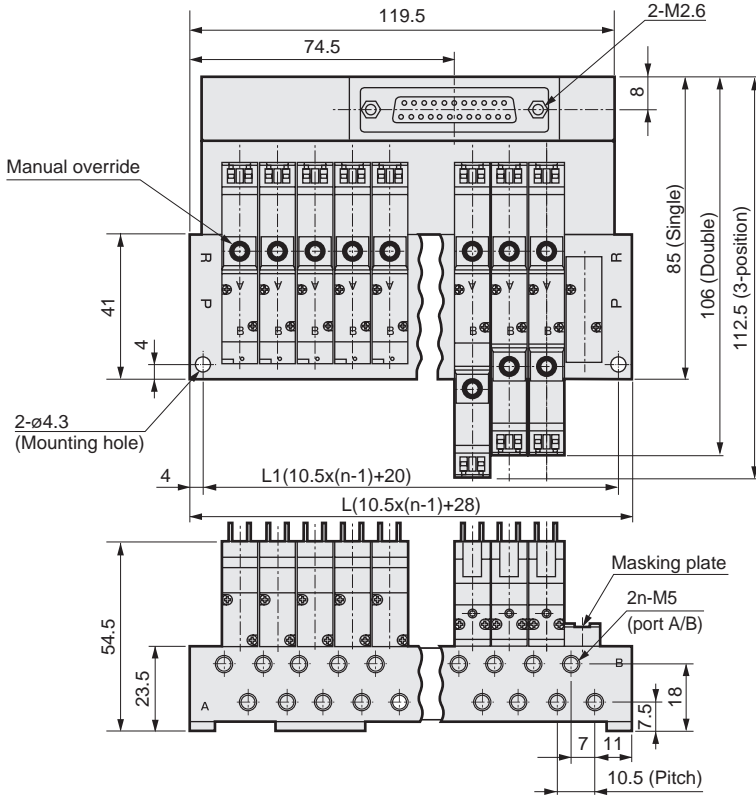 119.5
74.5
2-M2.6
8
Manual override
R
P
R
P
B
B
B
B
B
B
B
B
41
4
85 (Single)
106 (Double)
112.5 (3-position)
2-ø4.3
(Mounting hole)
4
L1(10.5x(n-1)+20)
L(10.5x(n-1)+28)
Masking plate
2n-M5
(port A/B)
54.5
23.5
A
B
18
7.5
7
11
10.5 (Pitch)